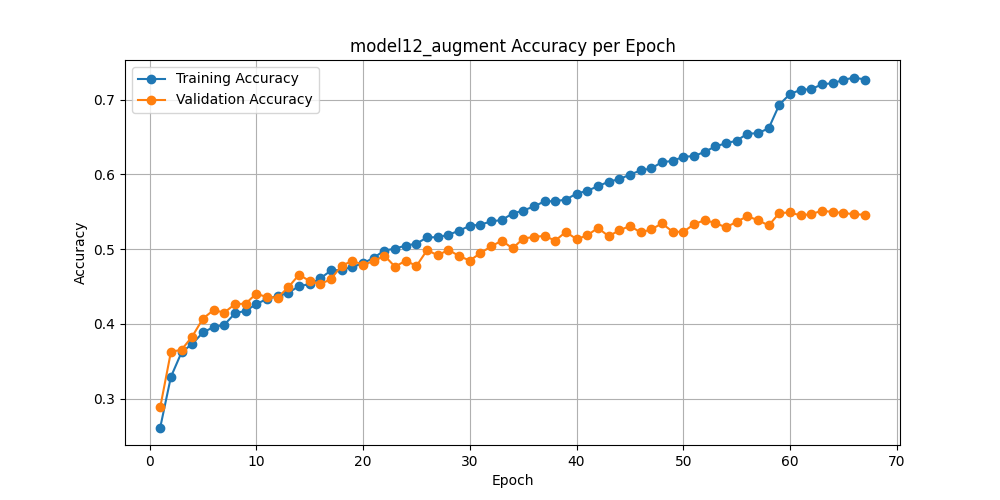 model12_augment Accuracy per Epoch
Training Accuracy
Validation Accuracy
Accuracy
0.7
0.6
0.5
0.4
0.3
0 10 20 30 40 50 60 70
Epoch